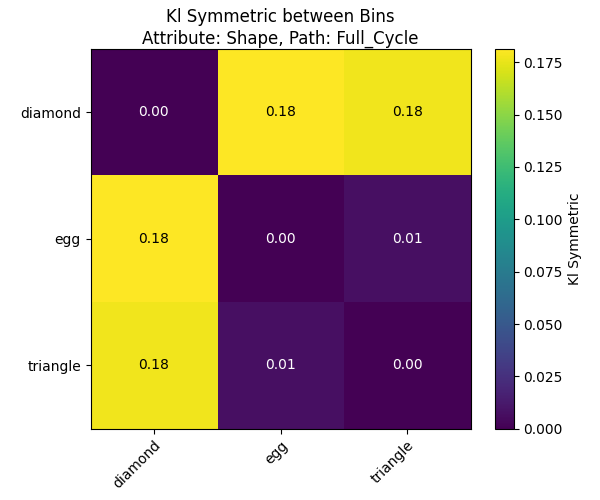 Kl Symmetric between Bins
Attribute: Shape, Path: Full_Cycle
diamond 0.00 0.18 0.18
egg 0.18 0.00 0.01
triangle 0.18 0.01 0.00
diamond egg triangle
0.175
0.150
0.125
0.100
0.075
0.050
0.025
0.000
Kl Symmetric